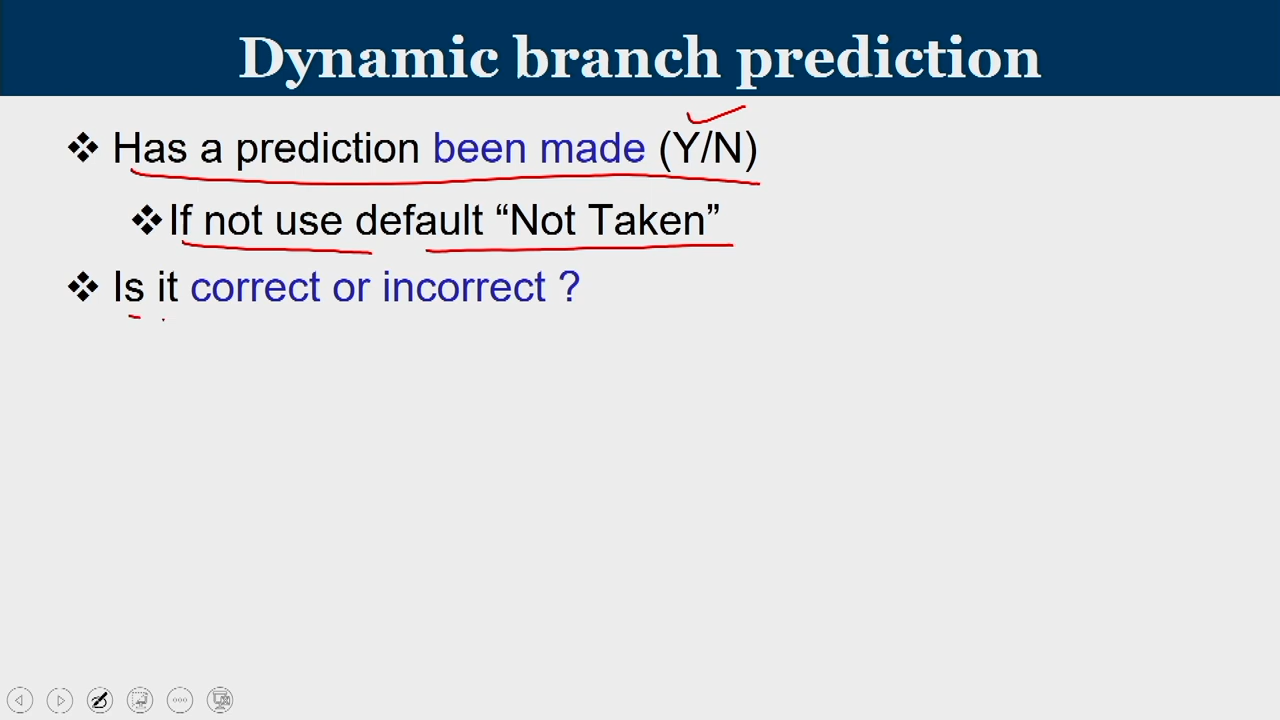 Dynamic branch prediction
❖ Has a prediction been made (Y/N)
❖If not use default “Not Taken”
❖ Is it correct or incorrect ?